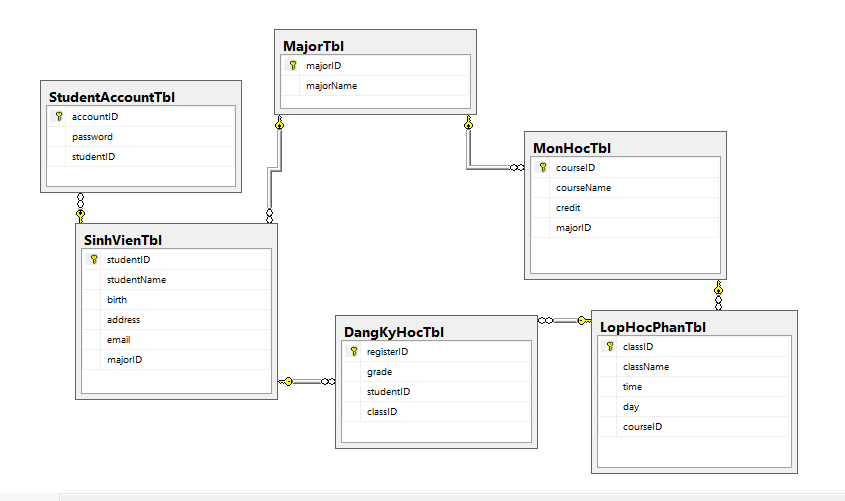 MajorTbl
majorID
majorName
StudentAccountTbl
accountID
password
studentID
MonHocTbl
courseID
courseName
credit
majorID
SinhVienTbl
studentID
studentName
birth
address
email
majorID
DangKyHocTbl
registerID
grade
studentID
classID
LopHocPhanTbl
classID
className
time
day
courseID